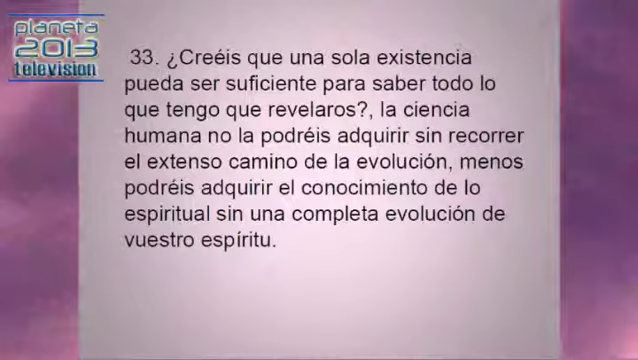 planeta
2013
television
33. ¿Creéis que una sola existencia
pueda ser suficiente para saber todo lo
que tengo que revelaros?, la ciencia
humana no la podréis adquirir sin recorrer
el extenso camino de la evolución, menos
podréis adquirir el conocimiento de lo
espiritual sin una completa evolución de
vuestro espíritu.